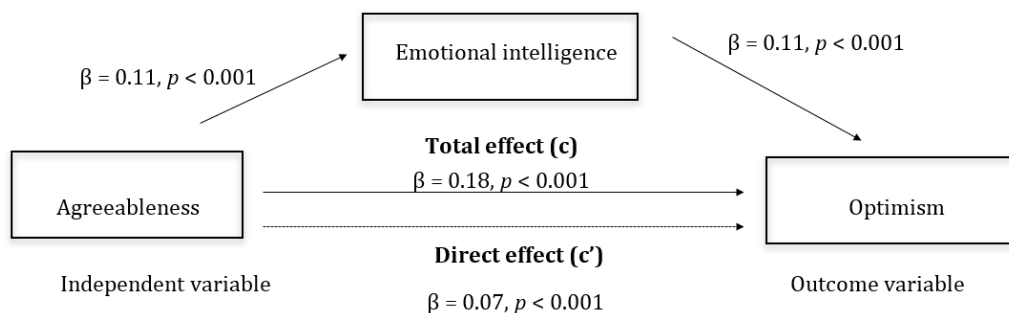 Emotional intelligence
β = 0.11, p < 0.001
β = 0.11, p < 0.001
Total effect (c)
β = 0.18, p < 0.001
Agreeableness
Optimism
Direct effect (c’)
Independent variable
Outcome variable
β = 0.07, p < 0.001